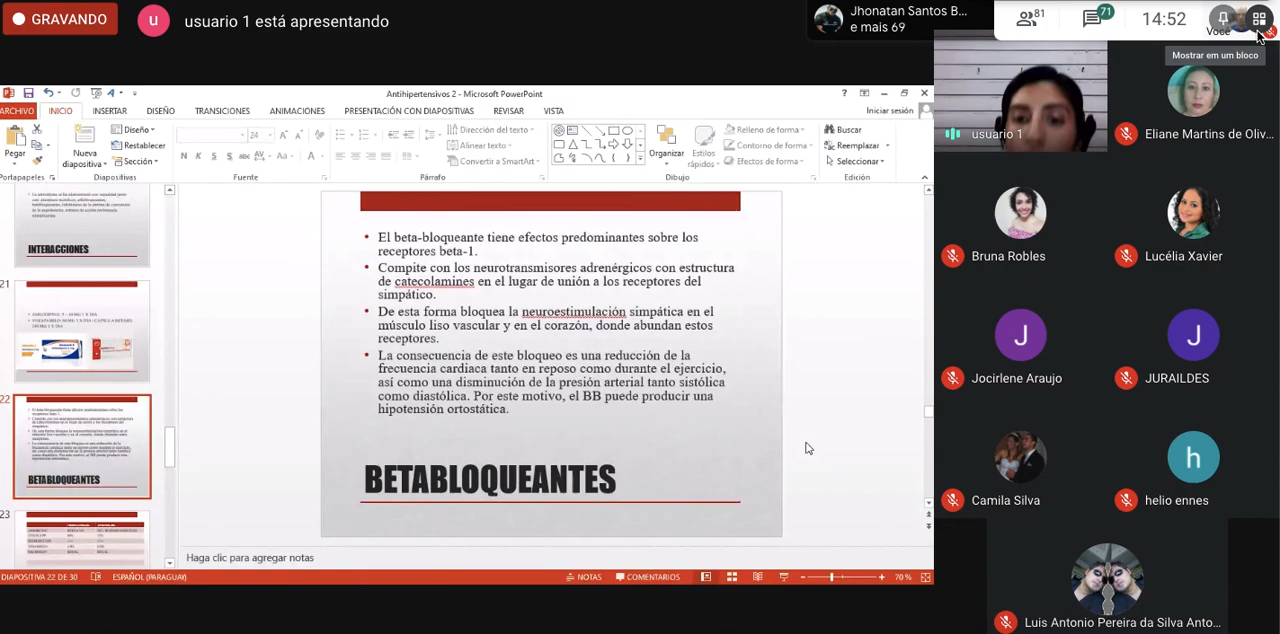 GRAVANDO
u
usuario 1 está apresentando
Jhonatan Santos B...
e mais 69
81
71
14:52
Você
Mostrar em um bloco
Antihipertensivos 2 - Microsoft PowerPoint
ARCHIVO INICIO INSERTAR DISEÑO TRANSICIONES ANIMACIONES PRESENTACIÓN CON DIAPOSITIVAS REVISAR VISTA Iniciar sesión
Pegar
Nueva
diapositiva
Diseño
Restablecer
Sección
24
N K S S abc AV Aa A
Dirección del texto
Alinear texto
Convertir a SmartArt
Organizar
Estilos
rápidos
Relleno de forma
Contorno de forma
Efectos de forma
Buscar
Reemplazar
Seleccionar
Portapapeles Diapositivas Fuente Párrafo Dibujo Edición
INTERACCIONES
21
22
BETABLOQUEANTES
23
• El beta-bloqueante tiene efectos predominantes sobre los
receptores beta-1.
• Compite con los neurotransmisores adrenérgicos con estructura
de catecolamines en el lugar de unión a los receptores del
simpático.
• De esta forma bloquea la neuroestimulación simpática en el
músculo liso vascular y en el corazón, donde abundan estos
receptores.
• La consecuencia de este bloqueo es una reducción de la
frecuencia cardiaca tanto en reposo como durante el ejercicio,
así como una disminución de la presión arterial tanto sistólica
como diastólica. Por este motivo, el BB puede producir una
hipotensión ortostática.
BETABLOQUEANTES
Haga clic para agregar notas
DIAPOSITIVA 22 DE 30 ESPAÑOL (PARAGUAY) NOTAS COMENTARIOS 70 %
usuario 1
Eliane Martins de Oliv...
Bruna Robles
Lucélia Xavier
J
Jocirlene Araujo
J
JURAILDES
Camila Silva
h
helio ennes
Luis Antonio Pereira da Silva Anto...